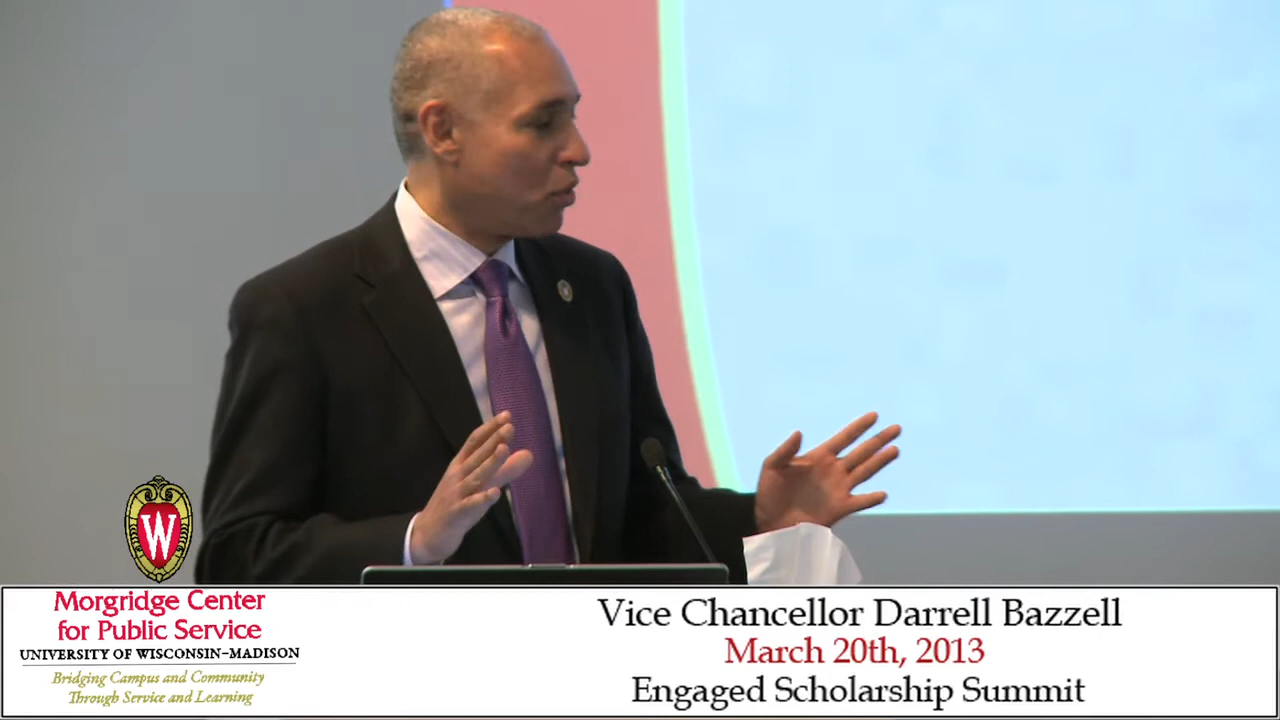 W
Morgridge Center
for Public Service
UNIVERSITY OF WISCONSIN–MADISON
Bridging Campus and Community
Through Service and Learning
Vice Chancellor Darrell Bazzell
March 20th, 2013
Engaged Scholarship Summit